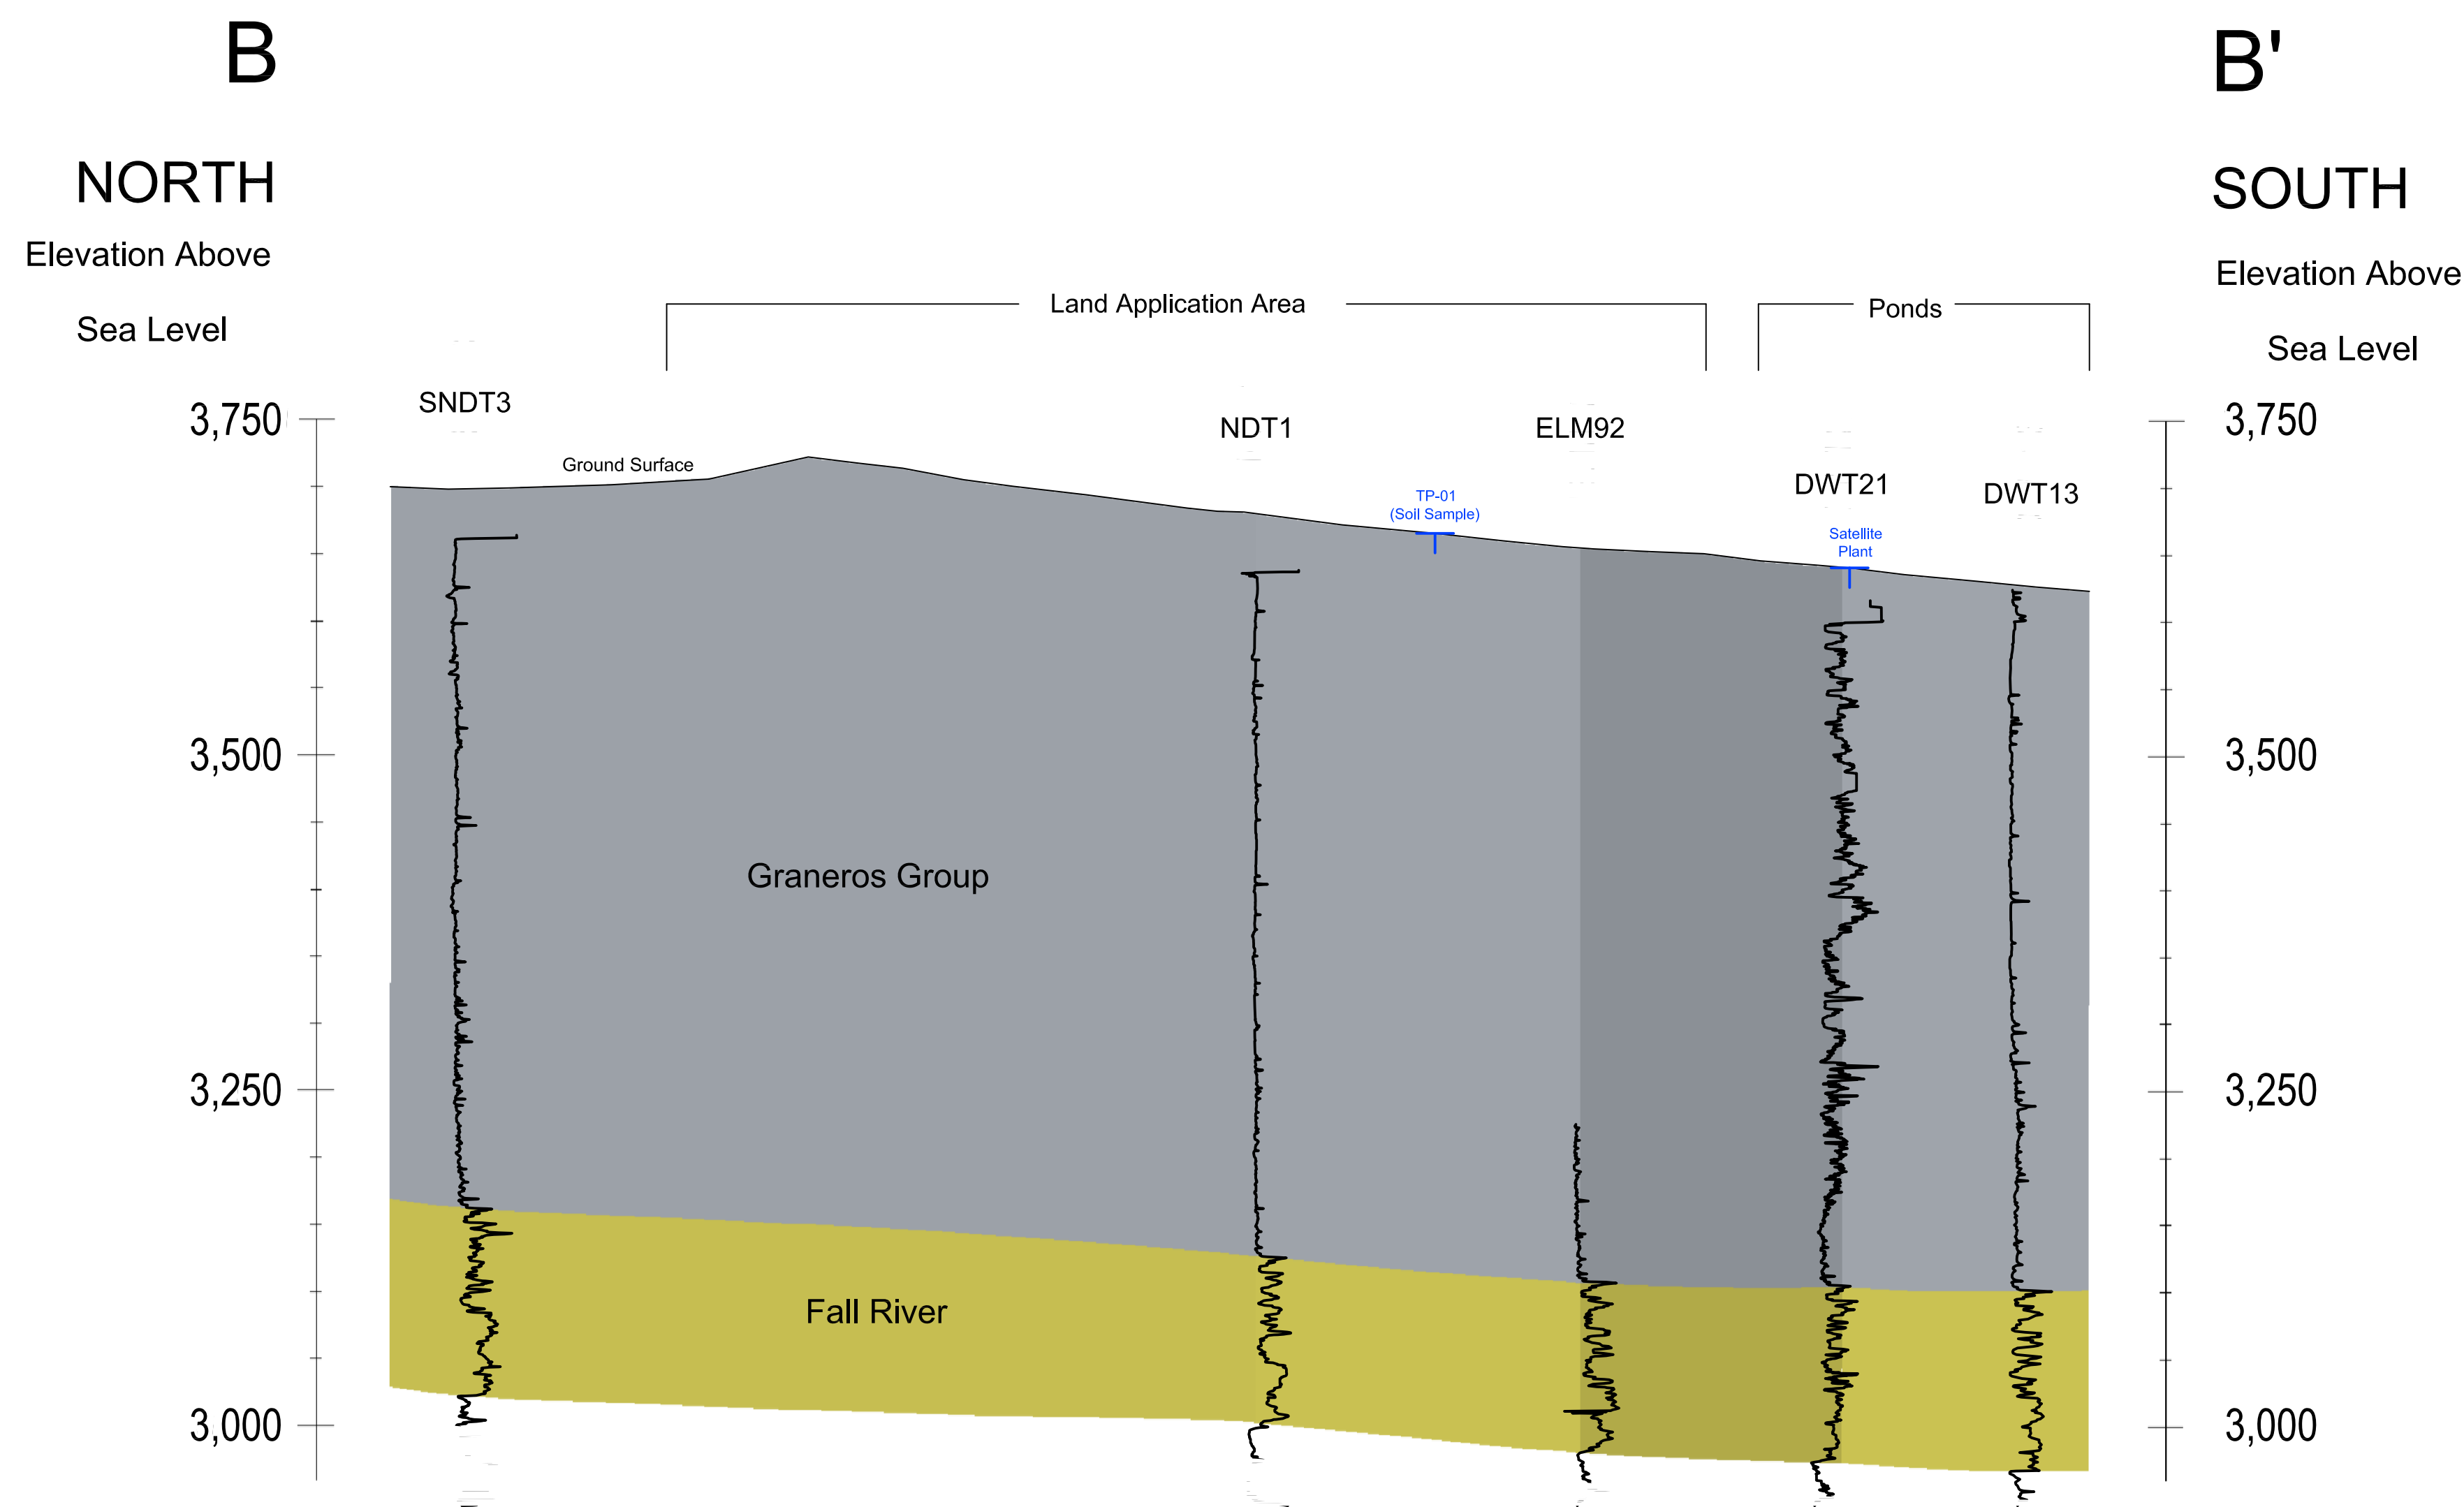 B
B'
NORTH
SOUTH
Elevation Above
Sea Level
Elevation Above
Sea Level
Land Application Area
Ponds
SNDT3
NDT1
ELM92
DWT21
DWT13
3,750
3,750
Ground Surface
TP-01
(Soil Sample)
Satellite
Plant
3,500
3,500
Graneros Group
3,250
3,250
Fall River
3,000
3,000